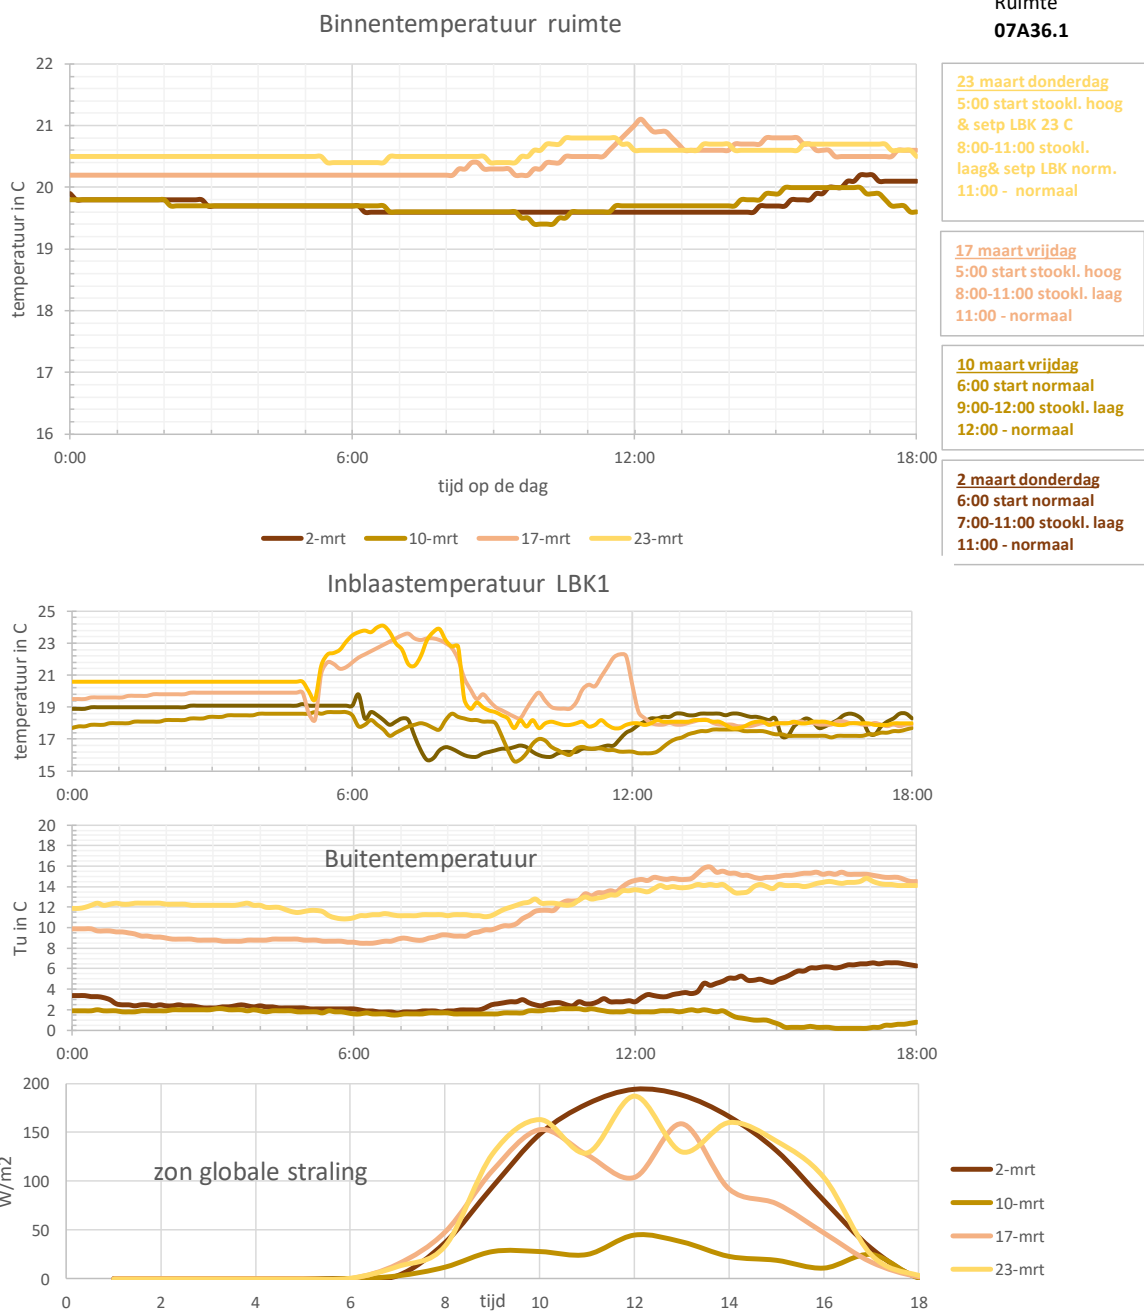 Binnentemperatuur ruimte
Ruimte
07A36.1
22
21
20
19
18
17
16
temperatuur in C
0:00 6:00 12:00 18:00
tijd op de dag
2-mrt 10-mrt 17-mrt 23-mrt
23 maart donderdag
5:00 start stookl. hoog
& setp LBK 23 C
8:00-11:00 stookl.
laag& setp LBK norm.
11:00 - normaal
17 maart vrijdag
5:00 start stookl. hoog
8:00-11:00 stookl. laag
11:00 - normaal
10 maart vrijdag
6:00 start normaal
9:00-12:00 stookl. laag
12:00 - normaal
2 maart donderdag
6:00 start normaal
7:00-11:00 stookl. laag
11:00 - normaal
Inblaastemperatuur LBK1
25
23
21
19
17
15
temperatuur in C
0:00 6:00 12:00 18:00
Buitentemperatuur
20
18
16
14
12
10
8
6
4
2
0
Tu in C
0:00 6:00 12:00 18:00
zon globale straling
200
150
100
50
0
W/m2
0 2 4 6 8 10 12 14 16 18
tijd
2-mrt
10-mrt
17-mrt
23-mrt